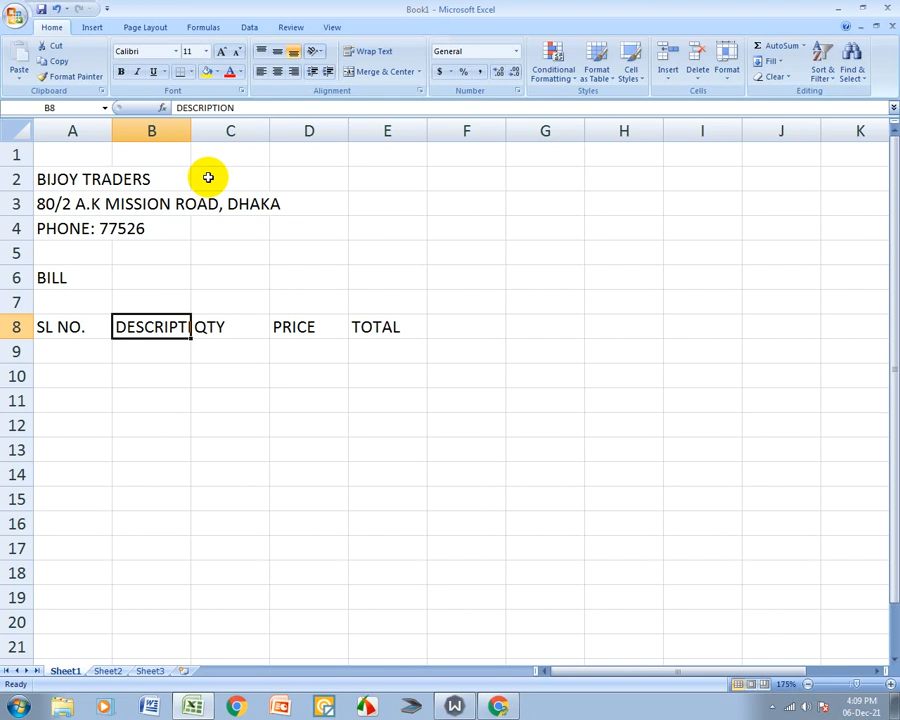 Book1 - Microsoft Excel
Home Insert Page Layout Formulas Data Review View
Cut
Copy
Format Painter
Paste
Clipboard
Calibri 11
B I U
Font
Wrap Text
Merge & Center
Alignment
General
$ % ,
Number
Conditional Formatting
Format as Table
Cell Styles
Styles
Insert
Delete
Format
Cells
AutoSum
Fill
Clear
Sort & Filter
Find & Select
Editing
B8 fx DESCRIPTION
A B C D E F G H I J K
1
2 BIJOY TRADERS
3 80/2 A.K MISSION ROAD, DHAKA
4 PHONE: 77526
5
6 BILL
7
8 SL NO. DESCRIPTI QTY PRICE TOTAL
9
10
11
12
13
14
15
16
17
18
19
20
21
Sheet1 Sheet2 Sheet3
Ready 175%
4:09 PM
06-Dec-21